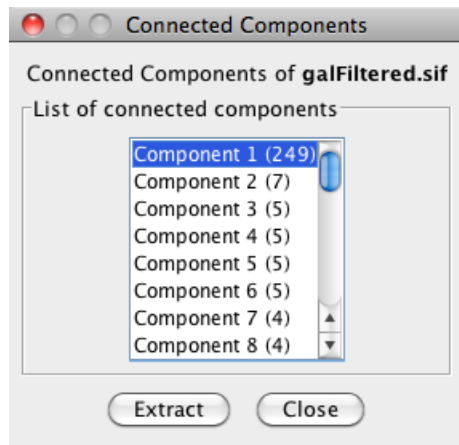 Connected Components
Connected Components of galFiltered.sif
List of connected components
Component 1 (249)
Component 2 (7)
Component 3 (5)
Component 4 (5)
Component 5 (5)
Component 6 (5)
Component 7 (4)
Component 8 (4)
Extract Close